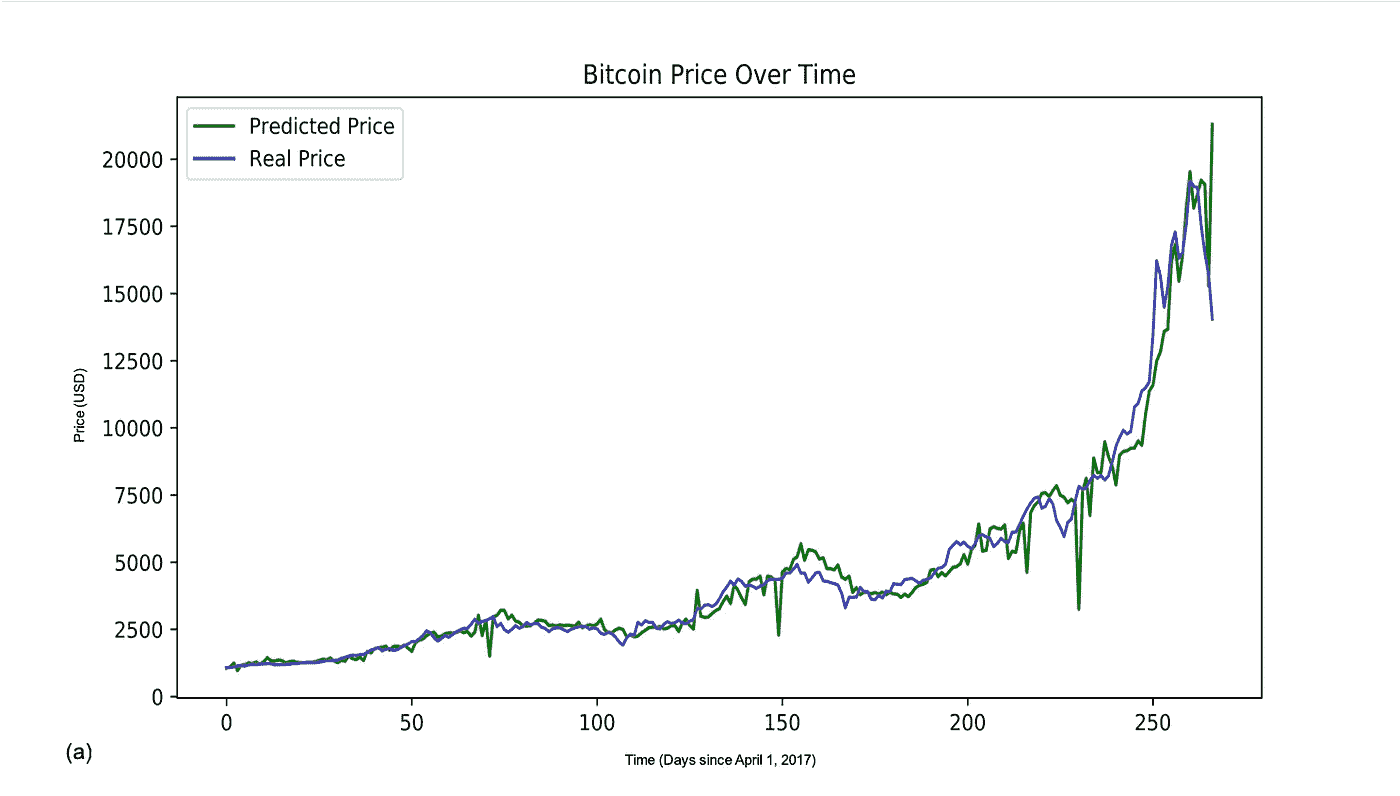 Bitcoin Price Over Time
Predicted Price
Real Price
20000
17500
15000
12500
10000
7500
5000
2500
0
Price (USD)
0 50 100 150 200 250
Time (Days since April 1, 2017)
(a)